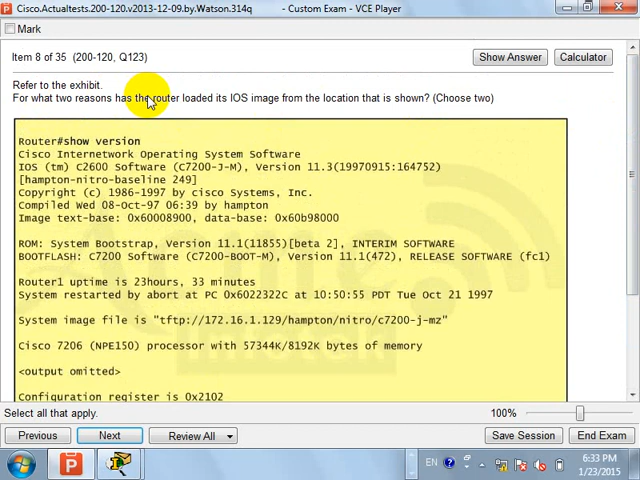 Cisco.Actualtests.200-120.v2013-12-09.by.Watson.314q - Custom Exam - VCE Player
Mark
Item 8 of 35 (200-120, Q123)
Show Answer
Calculator
Refer to the exhibit.
For what two reasons has the router loaded its IOS image from the location that is shown? (Choose two)
Router#show version
Cisco Internetwork Operating System Software
IOS (tm) C2600 Software (C7200-J-M), Version 11.3(19970915:164752)
[hampton-nitro-baseline 249]
Copyright (c) 1986-1997 by cisco Systems, Inc.
Compiled Wed 08-Oct-97 06:39 by hampton
Image text-base: 0x60008900, data-base: 0x60b98000
ROM: System Bootstrap, Version 11.1(11855)[beta 2], INTERIM SOFTWARE
BOOTFLASH: C7200 Software (C7200-BOOT-M), Version 11.1(472), RELEASE SOFTWARE (fc1)
Router1 uptime is 23hours, 33 minutes
System restarted by abort at PC 0x6022322C at 10:50:55 PDT Tue Oct 21 1997
System image file is "tftp://172.16.1.129/hampton/nitro/c7200-j-mz"
Cisco 7206 (NPE150) processor with 57344K/8192K bytes of memory
<output omitted>
Configuration register is 0x2102
Select all that apply.
100%
Previous
Next
Review All
Save Session
End Exam
EN
6:33 PM
1/23/2015